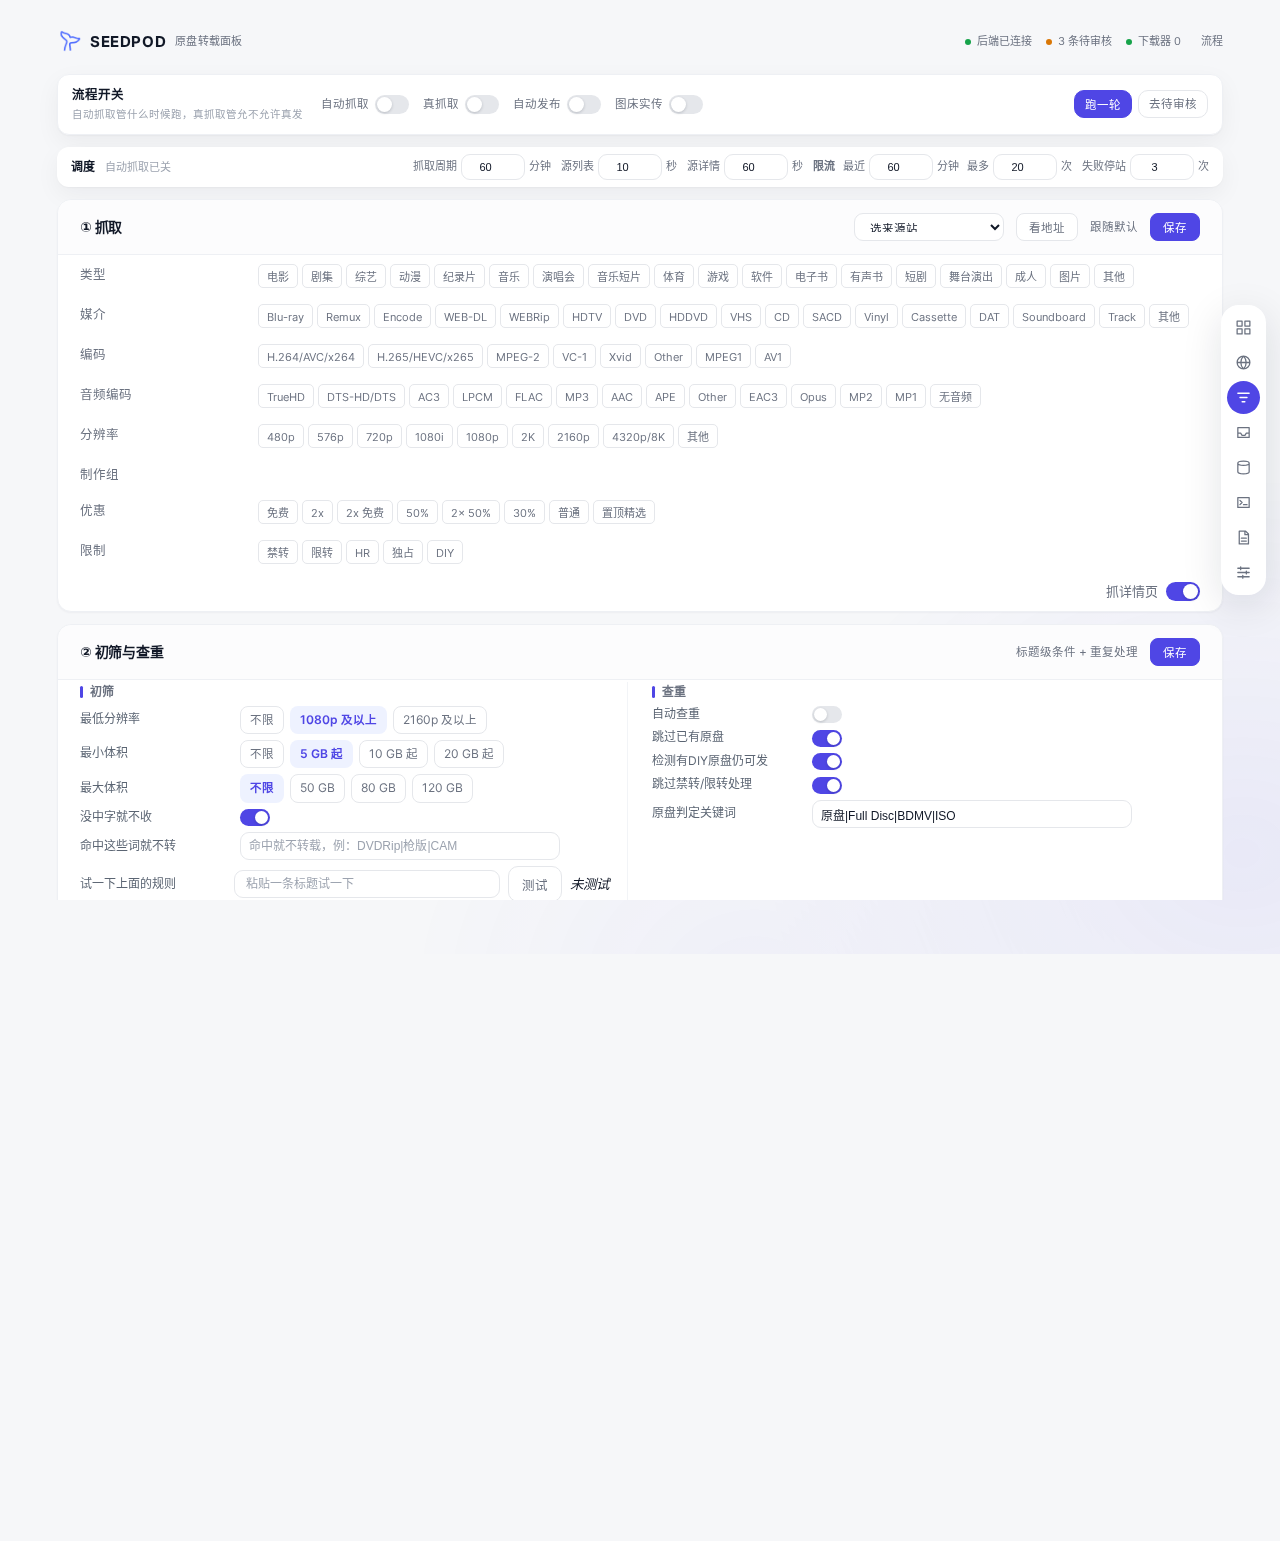 SEEDPOD 原盘转载面板 后端已连接 3 条待审核 下载器 0 流程
流程开关
自动抓取管什么时候跑，真抓取管允不允许真发
自动抓取 真抓取 自动发布 图床实传 跑一轮 去待审核
调度 自动抓取已关 抓取周期 60 分钟 源列表 10 秒 源详情 60 秒 限流 最近 60 分钟 最多 20 次 失败停站 3 次
① 抓取 选来源站 看地址 跟随默认 保存
类型 电影 剧集 综艺 动漫 纪录片 音乐 演唱会 音乐短片 体育 游戏 软件 电子书 有声书 短剧 舞台演出 成人 图片 其他
媒介 Blu-ray Remux Encode WEB-DL WEBRip HDTV DVD HDDVD VHS CD SACD Vinyl Cassette DAT Soundboard Track 其他
编码 H.264/AVC/x264 H.265/HEVC/x265 MPEG-2 VC-1 Xvid Other MPEG1 AV1
音频编码 TrueHD DTS-HD/DTS AC3 LPCM FLAC MP3 AAC APE Other EAC3 Opus MP2 MP1 无音频
分辨率 480p 576p 720p 1080i 1080p 2K 2160p 4320p/8K 其他
制作组
优惠 免费 2x 2x 免费 50% 2× 50% 30% 普通 置顶精选
限制 禁转 限转 HR 独占 DIY
抓详情页
② 初筛与查重 标题级条件 + 重复处理 保存
初筛
最低分辨率 不限 1080p 及以上 2160p 及以上
最小体积 不限 5 GB 起 10 GB 起 20 GB 起
最大体积 不限 50 GB 80 GB 120 GB
没中字就不收
命中这些词就不转 命中就不转载，例：DVDRip|枪版|CAM
试一下上面的规则 粘贴一条标题试一下 测试 未测试
查重
自动查重
跳过已有原盘
检测有DIY原盘仍可发
跳过禁转/限转处理
原盘判定关键词 原盘|Full Disc|BDMV|ISO